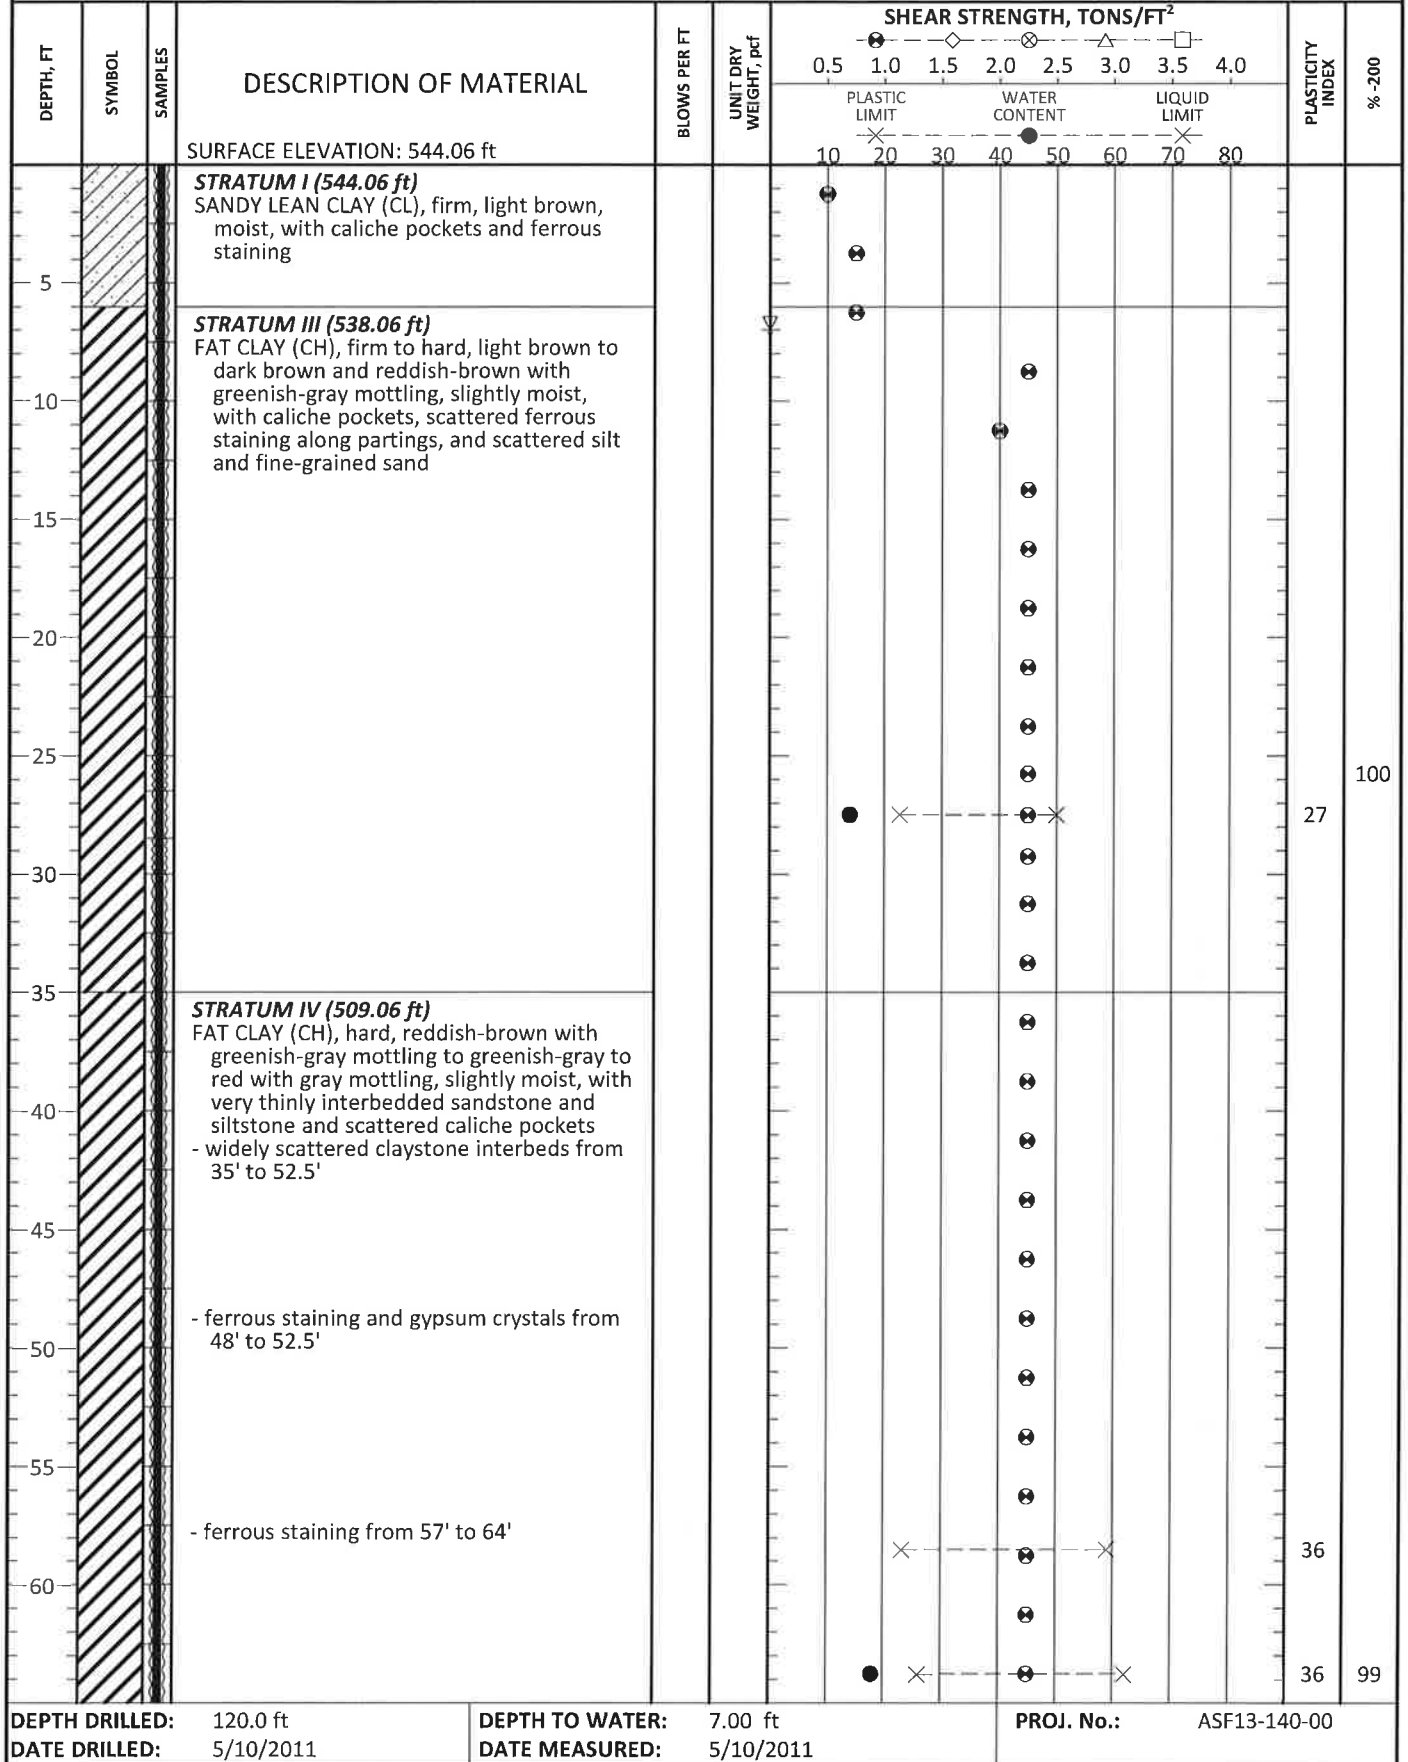 DEPTH, FT
SYMBOL
SAMPLES
DESCRIPTION OF MATERIAL
SURFACE ELEVATION: 544.06 ft
BLOWS PER FT
UNIT DRY
WEIGHT, pcf
SHEAR STRENGTH, TONS/FT²
0.5 1.0 1.5 2.0 2.5 3.0 3.5 4.0
PLASTIC
LIMIT
WATER
CONTENT
LIQUID
LIMIT
10 20 30 40 50 60 70 80
PLASTICITY
INDEX
% -200
STRATUM I (544.06 ft)
SANDY LEAN CLAY (CL), firm, light brown,
moist, with caliche pockets and ferrous
staining
5
STRATUM III (538.06 ft)
FAT CLAY (CH), firm to hard, light brown to
dark brown and reddish-brown with
greenish-gray mottling, slightly moist,
with caliche pockets, scattered ferrous
staining along partings, and scattered silt
and fine-grained sand
10
15
20
25
100
27
30
35
STRATUM IV (509.06 ft)
FAT CLAY (CH), hard, reddish-brown with
greenish-gray mottling to greenish-gray to
red with gray mottling, slightly moist, with
very thinly interbedded sandstone and
siltstone and scattered caliche pockets
- widely scattered claystone interbeds from
35' to 52.5'
40
45
- ferrous staining and gypsum crystals from
48' to 52.5'
50
55
- ferrous staining from 57' to 64'
36
60
36 99
DEPTH DRILLED: 120.0 ft
DATE DRILLED: 5/10/2011
DEPTH TO WATER: 7.00 ft
DATE MEASURED: 5/10/2011
PROJ. No.: ASF13-140-00